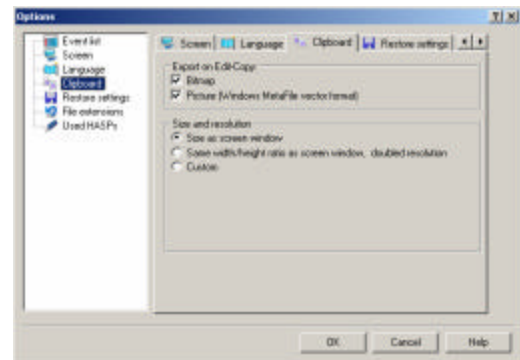 Options
Event list
Screen
Language
Clipboard
Restore settings
File extensions
Used HASPs
Screen
Language
Clipboard
Restore settings
Export on Edit-Copy
Bitmap
Picture (Windows MetaFile vector format)
Size and resolution
Size as screen window
Same width/height ratio as screen window, doubled resolution
Custom
OK
Cancel
Help